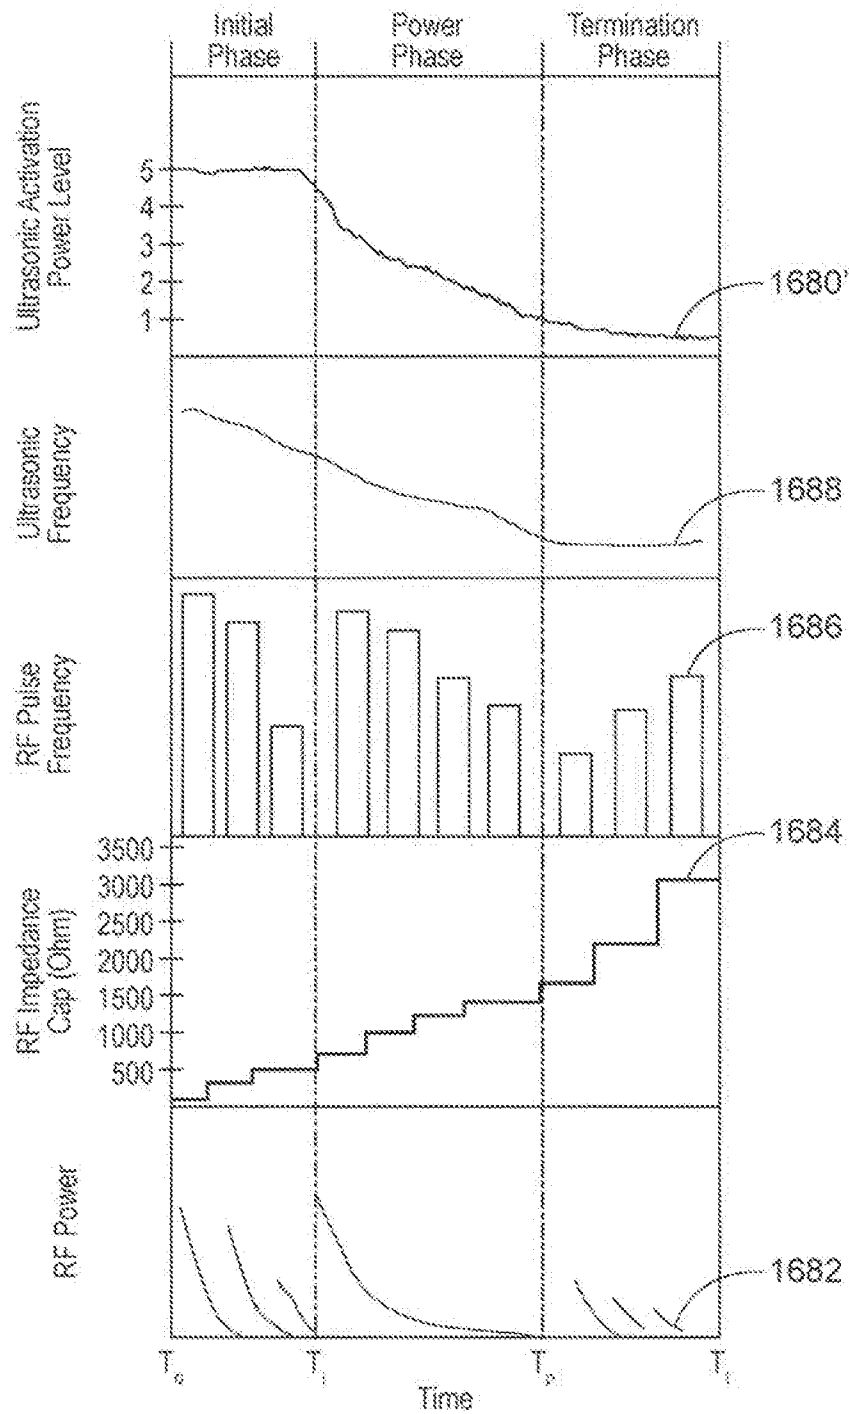 Initial
Phase
Power
Phase
Termination
Phase
Ultrasonic Activation
Power Level
5
4
3
2
1
1680'
Ultrasonic
Frequency
1688
RF Pulse
Frequency
1686
RF Impedance
Cap (Ohm)
3500
3000
2500
2000
1500
1000
500
1684
RF Power
1682
To
Ti
Tp
Tt
Time